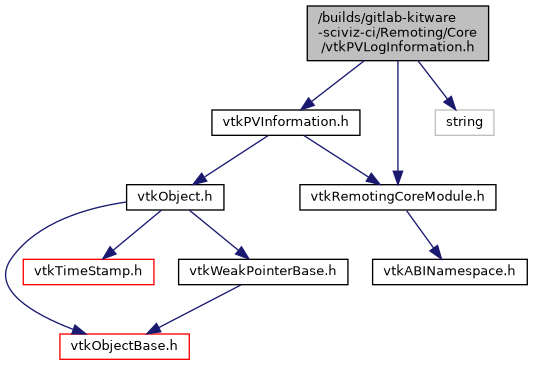 /builds/gitlab-kitware
-sciviz-ci/Remoting/Core
/vtkPVLogInformation.h
vtkPVInformation.h
string
vtkObject.h
vtkRemotingCoreModule.h
vtkTimeStamp.h
vtkWeakPointerBase.h
vtkABINamespace.h
vtkObjectBase.h